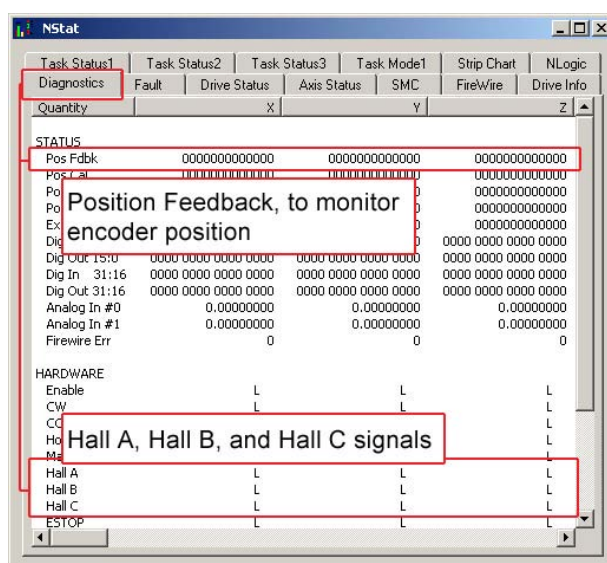 NStat
Task Status1 Task Status2 Task Status3 Task Mode1 Strip Chart NLogic
Diagnostics Fault Drive Status Axis Status SMC FireWire Drive Info
Quantity X Y Z
STATUS
Pos Fdbk 0000000000000 0000000000000 0000000000000
Pos Cal 0000000000000 0000000000000 0000000000000
Position Feedback, to monitor
encoder position
0000000000000
0000000000000
0000000000000
0000 0000 0000 0000
Dig Out 15:0 0000 0000 0000 0000 0000 0000 0000 0000 0000 0000 0000 0000
Dig In 31:16 0000 0000 0000 0000 0000 0000 0000 0000 0000 0000 0000 0000
Dig Out 31:16 0000 0000 0000 0000 0000 0000 0000 0000 0000 0000 0000 0000
Analog In #0 0.00000000 0.00000000 0.00000000
Analog In #1 0.00000000 0.00000000 0.00000000
Firewire Err 0 0 0
HARDWARE
Enable L L L
CW L L L
Hall A, Hall B, and Hall C signals
L
L
L
Hall A L L L
Hall B L L L
Hall C L L L
ESTOP L L L